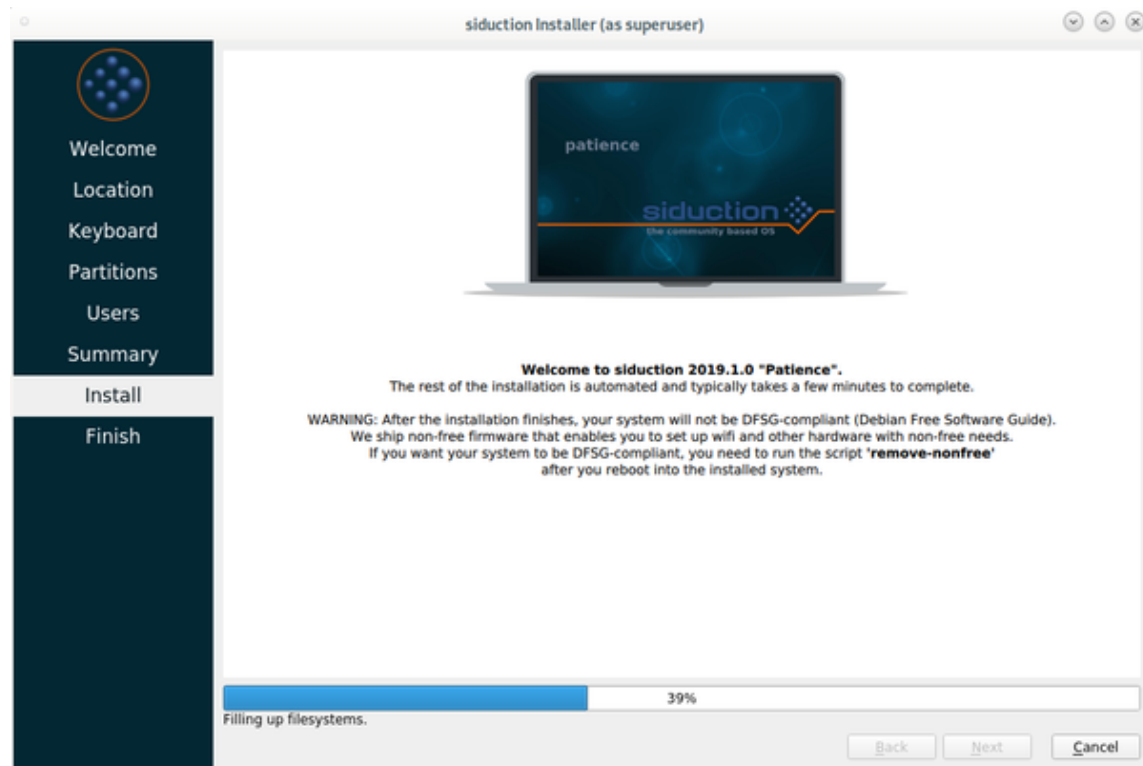 siduction Installer (as superuser)
Welcome
Location
Keyboard
Partitions
Users
Summary
Install
Finish
patience
siduction
the community based OS
Welcome to siduction 2019.1.0 "Patience".
The rest of the installation is automated and typically takes a few minutes to complete.
WARNING: After the installation finishes, your system will not be DFSG-compliant (Debian Free Software Guide).
We ship non-free firmware that enables you to set up wifi and other hardware with non-free needs.
If you want your system to be DFSG-compliant, you need to run the script 'remove-nonfree'
after you reboot into the installed system.
39%
Filling up filesystems.
Back
Next
Cancel